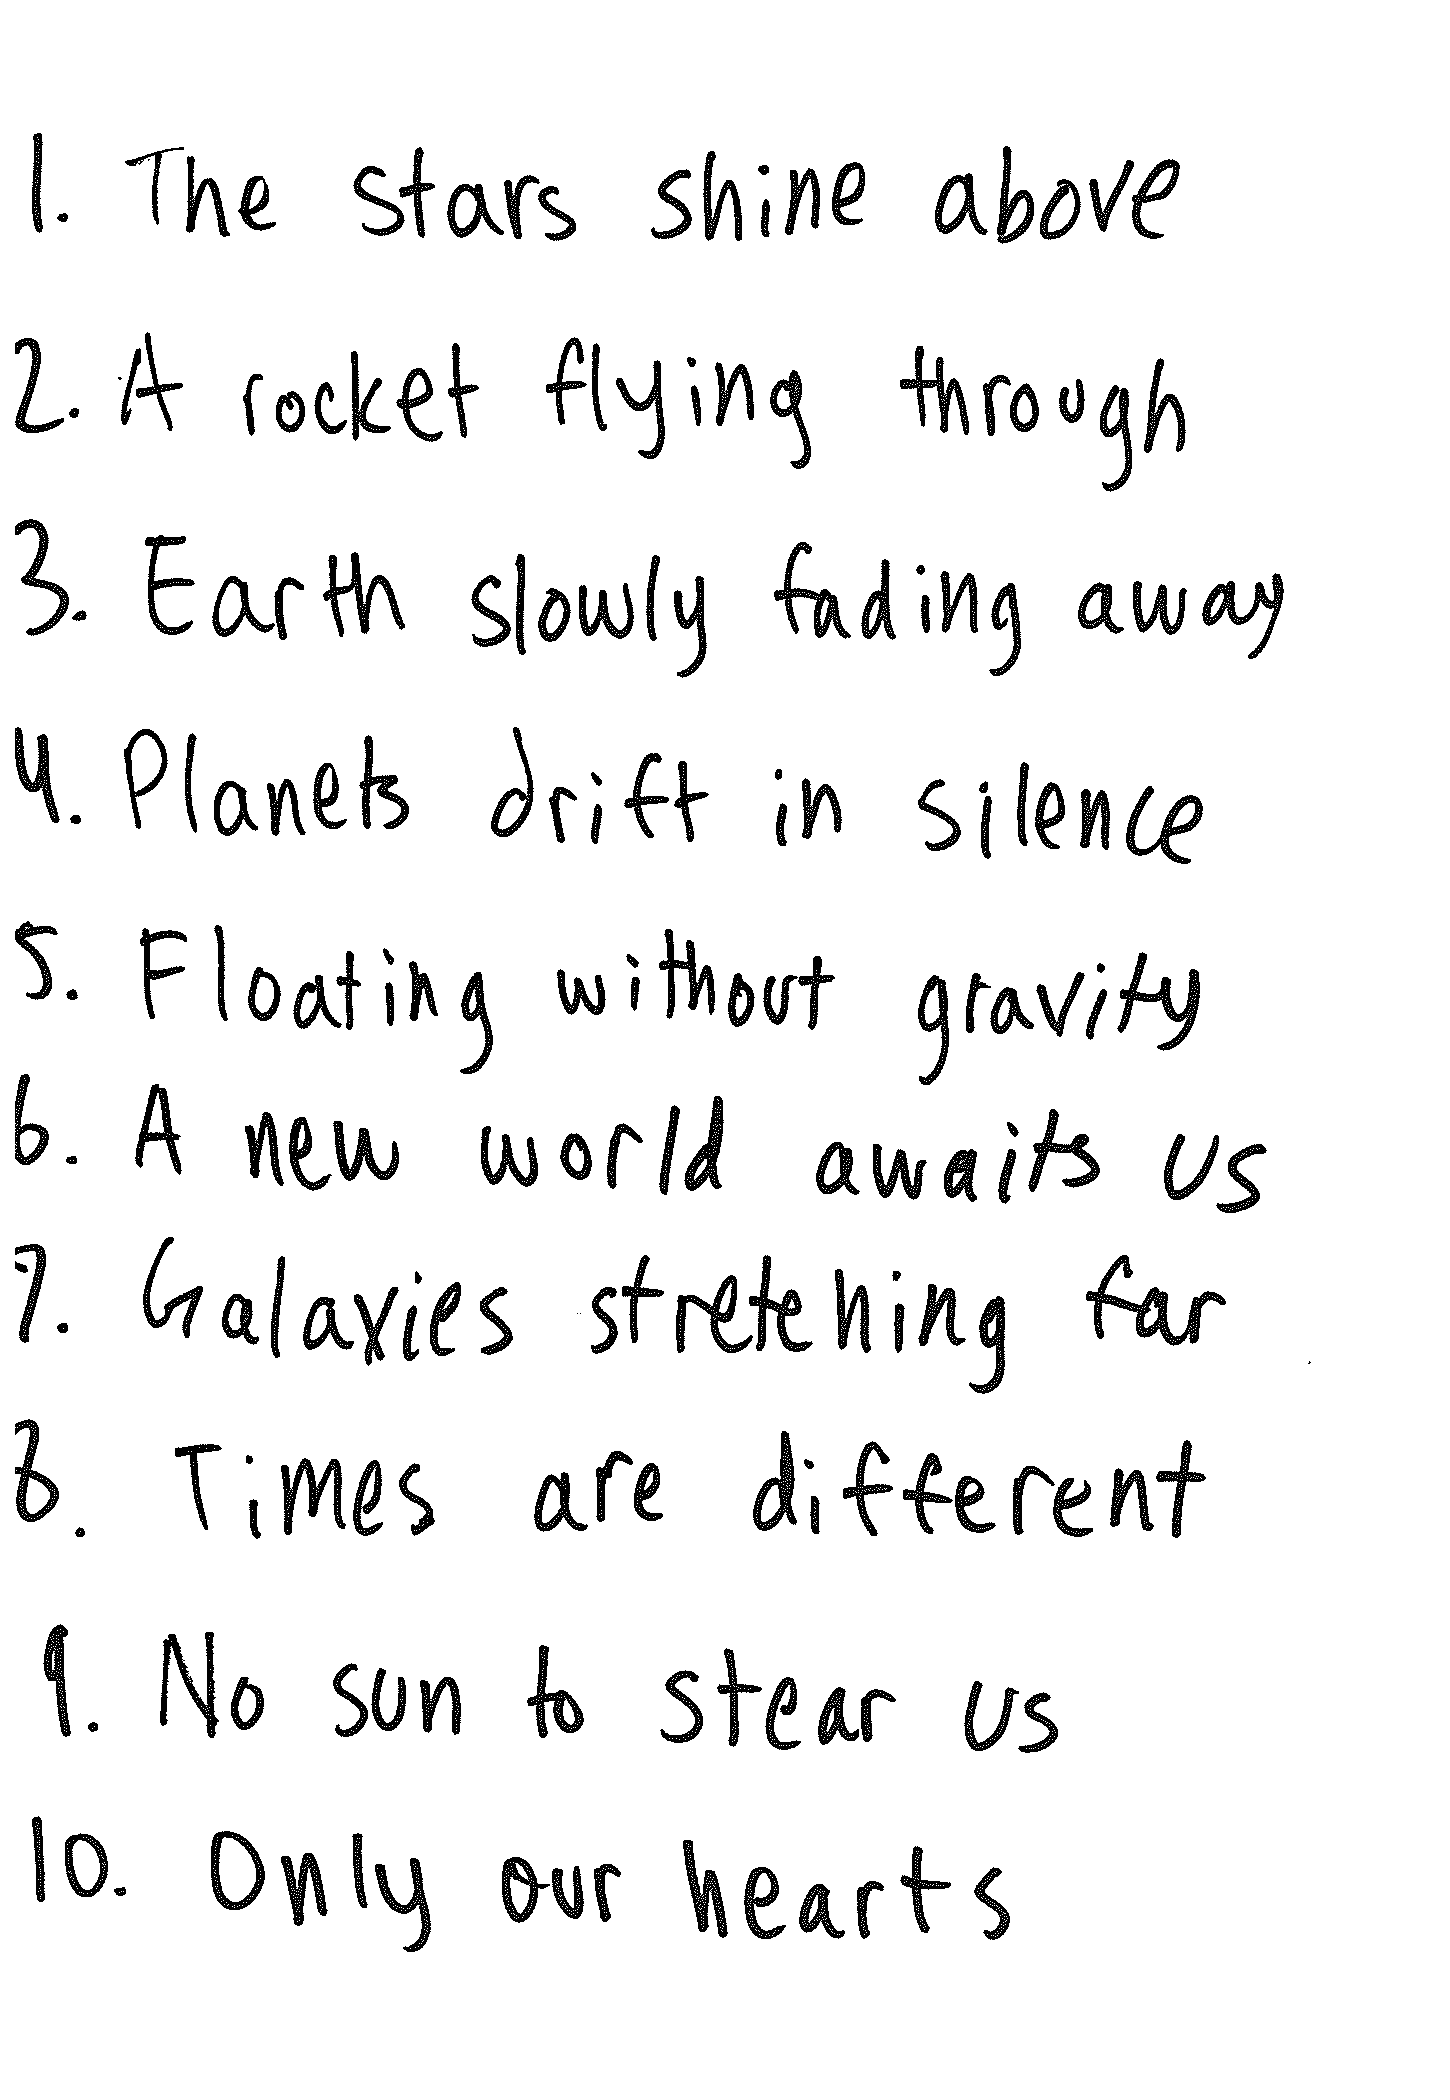 1. The stars shine above
2. A rocket flying through
3. Earth slowly fading away
4. Planets drift in silence
5. Floating without gravity
6. A new world awaits us
7. Galaxies stretehing far
8. Times are different
9. No sun to stear us
10. Only our hearts